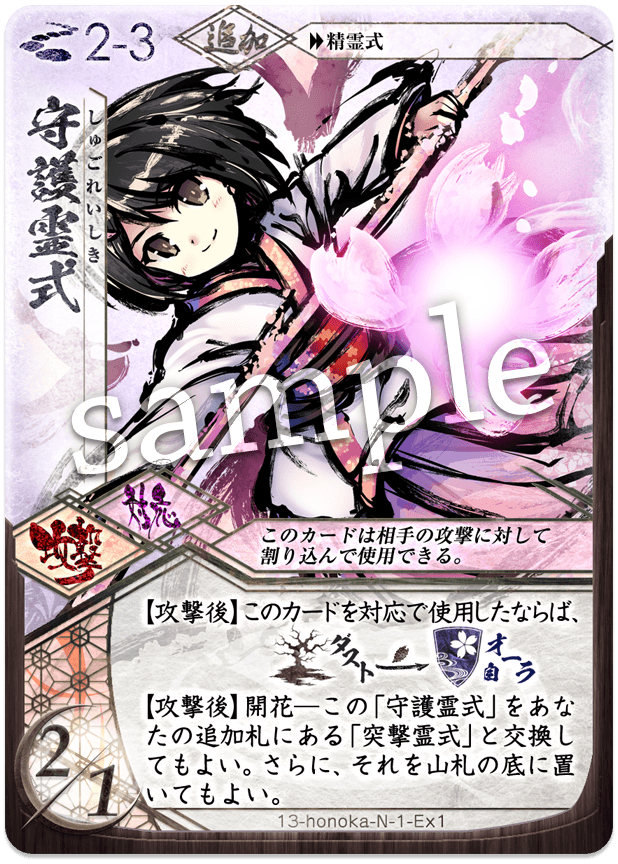 2-3
追加
精霊式
守護霊式
しゅごれいしき
sample
攻撃
対応
このカードは相手の攻撃に対して
割り込んで使用できる。
【攻撃後】このカードを対応で使用したならば、
ダスト
自オーラ
【攻撃後】開花―この「守護霊式」をあな
たの追加札にある「突撃霊式」と交換し
てもよい。さらに、それを山札の底に置
いてもよい。
2/1
13-honoka-N-1-Ex1